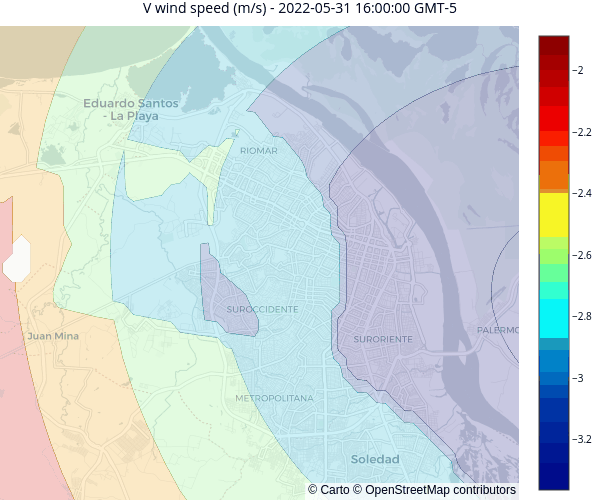 V wind speed (m/s) - 2022-05-31 16:00:00 GMT-5
Eduardo Santos
- La Playa
RIOMAR
SUROCCIDENTE
SURORIENTE
PALERMO
Juan Mina
METROPOLITANA
Soledad
© Carto © OpenStreetMap contributors
−2
−2.2
−2.4
−2.6
−2.8
−3
−3.2